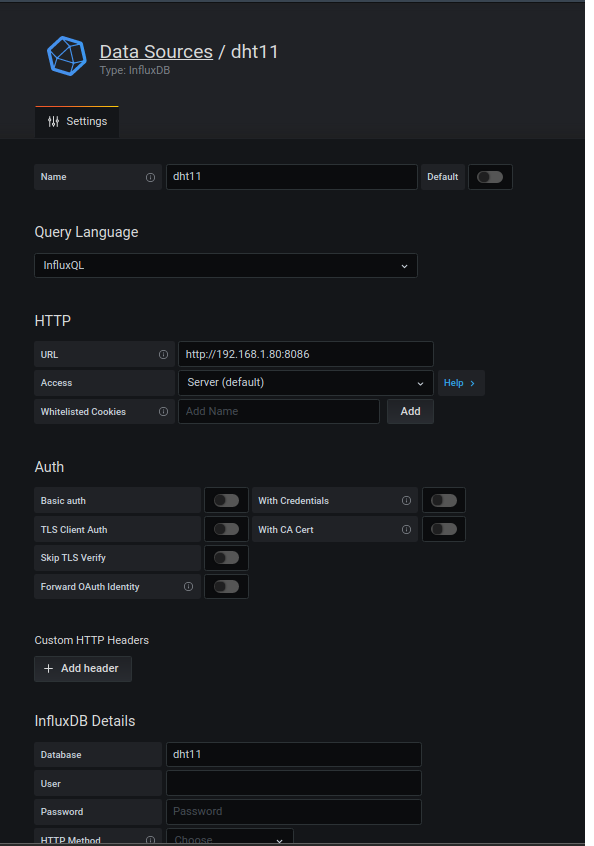 Data Sources / dht11
Type: InfluxDB
Settings
Name dht11 Default
Query Language
InfluxQL
HTTP
URL http://192.168.1.80:8086
Access Server (default) Help >
Whitelisted Cookies Add Name Add
Auth
Basic auth With Credentials
TLS Client Auth With CA Cert
Skip TLS Verify
Forward OAuth Identity
Custom HTTP Headers
+ Add header
InfluxDB Details
Database dht11
User
Password Password
HTTP Method Choose